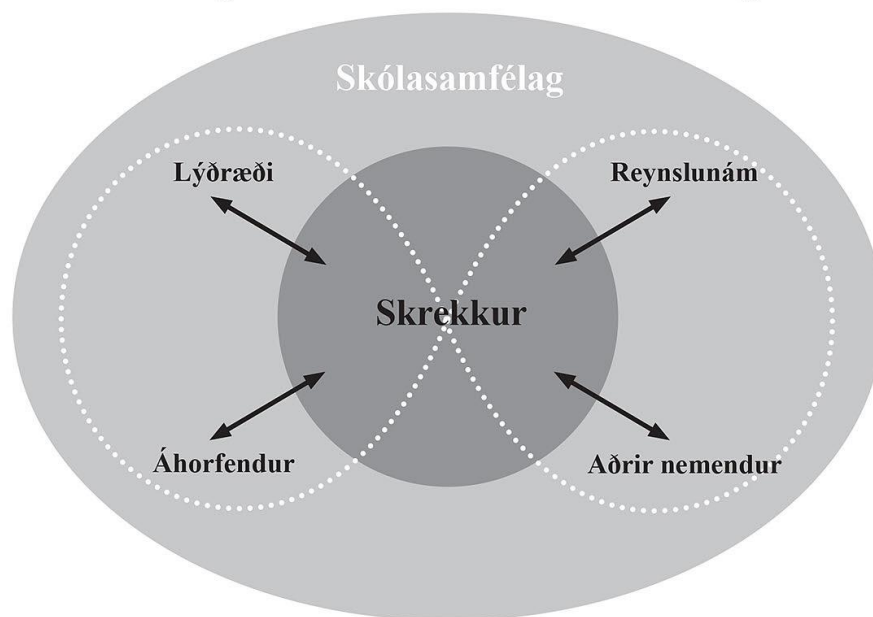 Skólasamfélag
Lýðræði
Reynslunám
Skrekkur
Áhorfendur
Aðrir nemendur